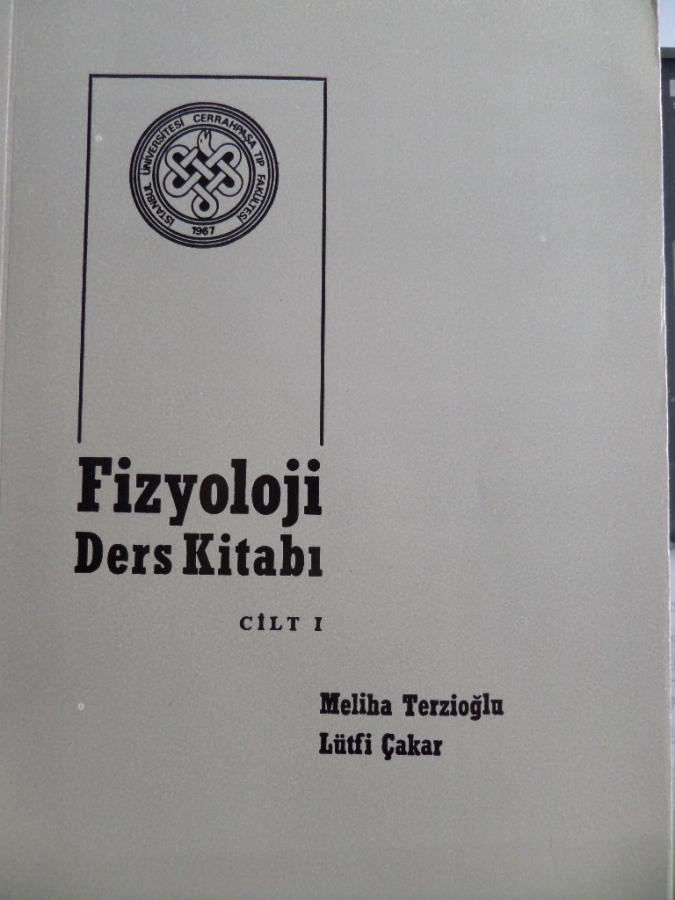 İSTANBUL ÜNİVERSİTESİ CERRAHPAŞA TIP FAKÜLTESİ
1967
Fizyoloji
Ders Kitabı
CİLT I
Meliha Terzioğlu
Lütfi Çakar